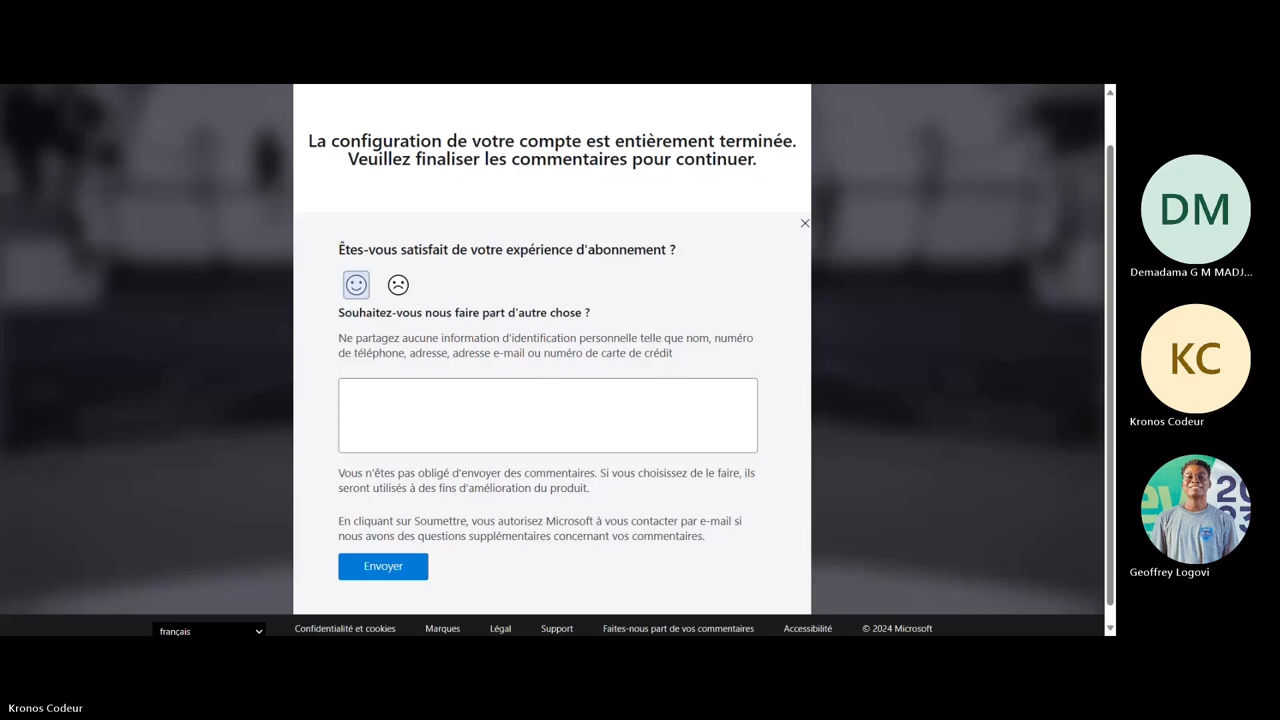 La configuration de votre compte est entièrement terminée.
Veuillez finaliser les commentaires pour continuer.
Êtes-vous satisfait de votre expérience d'abonnement ?
Souhaitez-vous nous faire part d'autre chose ?
Ne partagez aucune information d'identification personnelle telle que nom, numéro
de téléphone, adresse, adresse e-mail ou numéro de carte de crédit
Vous n'êtes pas obligé d'envoyer des commentaires. Si vous choisissez de le faire, ils
seront utilisés à des fins d'amélioration du produit.
En cliquant sur Soumettre, vous autorisez Microsoft à vous contacter par e-mail si
nous avons des questions supplémentaires concernant vos commentaires.
Envoyer
français
Confidentialité et cookies
Marques
Légal
Support
Faites-nous part de vos commentaires
Accessibilité
© 2024 Microsoft
DM
Demadama G M MADJ...
KC
Kronos Codeur
Geoffrey Logovi
Kronos Codeur